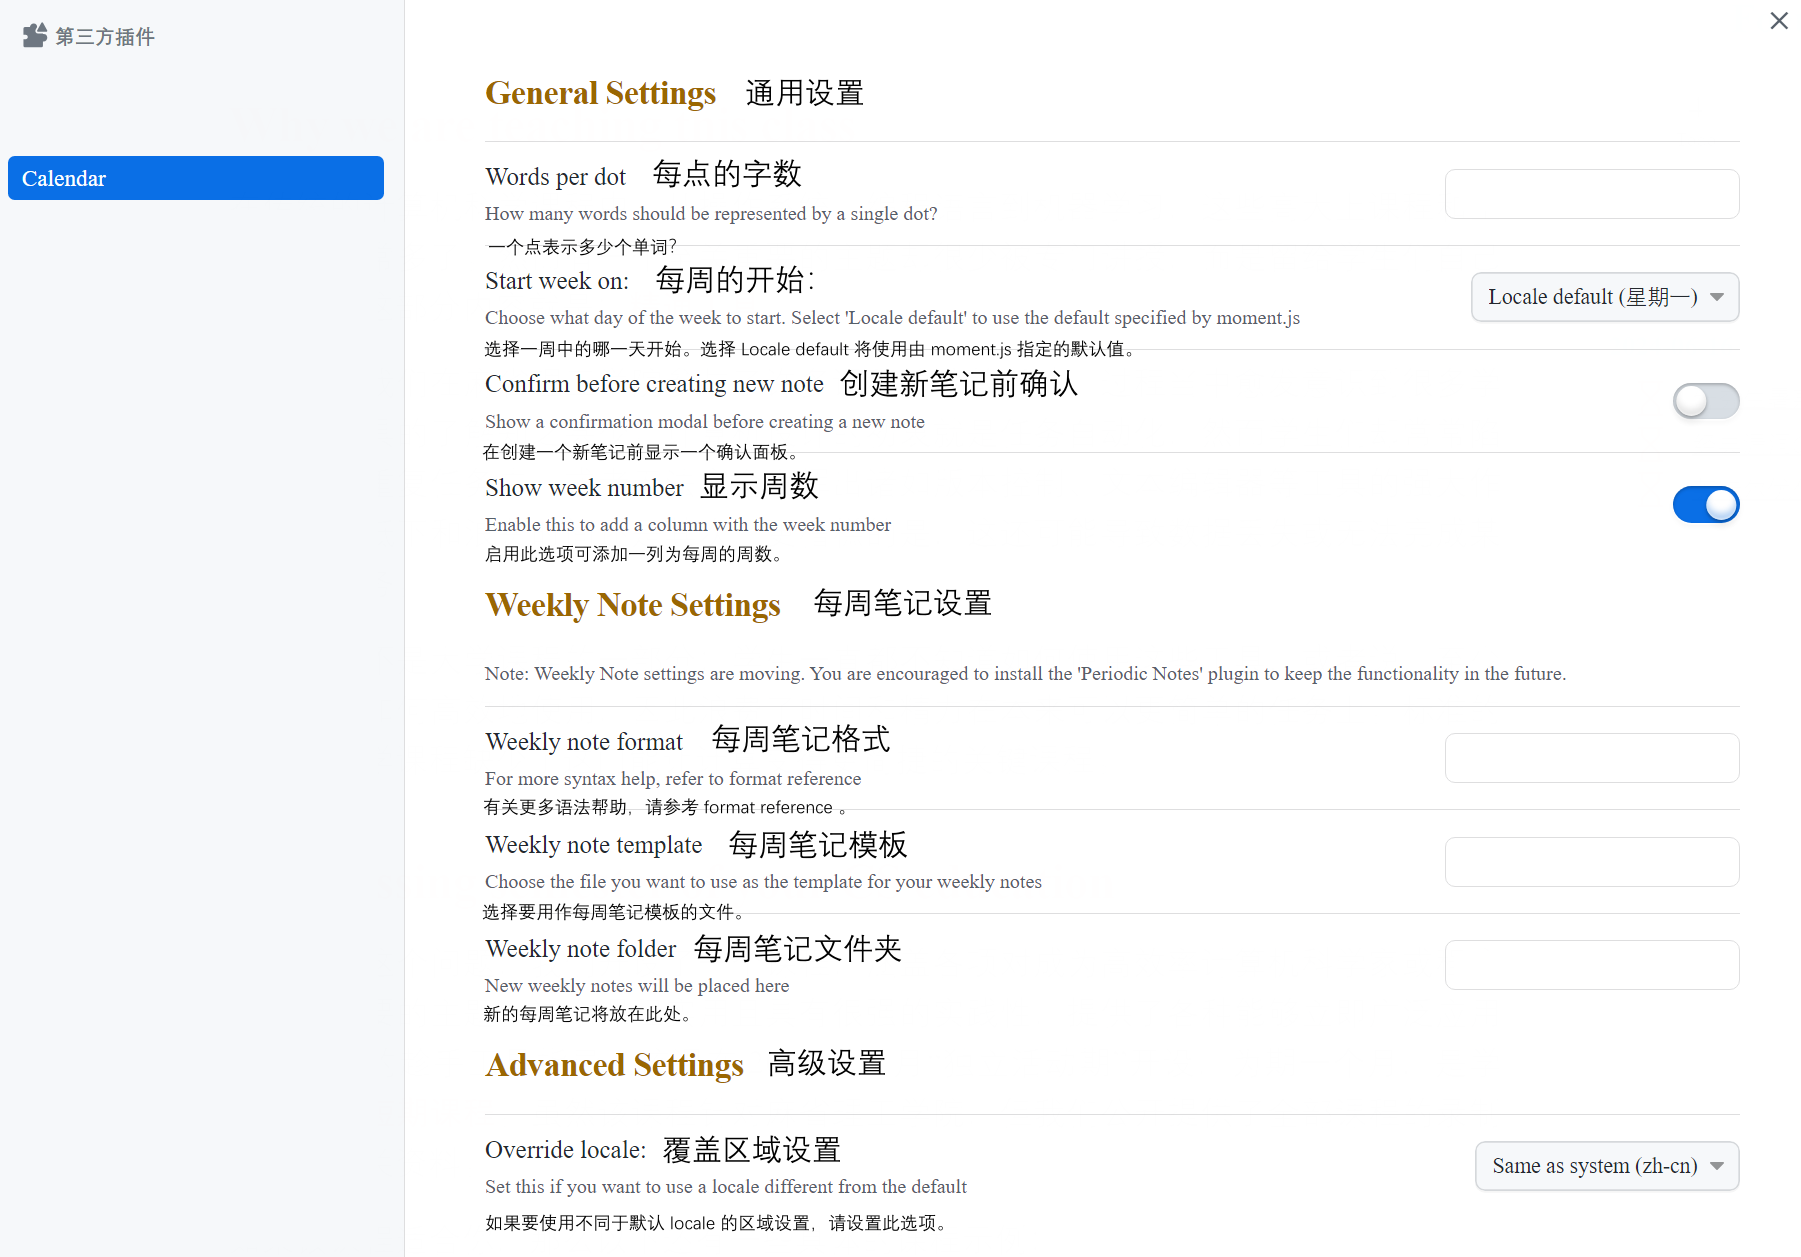 第三方插件
Calendar
General Settings 通用设置
Words per dot 每点的字数
How many words should be represented by a single dot?
一个点表示多少个单词?
Start week on: 每周的开始:
Locale default (星期一)
Choose what day of the week to start. Select 'Locale default' to use the default specified by moment.js
选择一周中的哪一天开始。选择 Locale default 将使用由 moment.js 指定的默认值。
Confirm before creating new note 创建新笔记前确认
Show a confirmation modal before creating a new note
在创建一个新笔记前显示一个确认面板。
Show week number 显示周数
Enable this to add a column with the week number
启用此选项可添加一列为每周的周数。
Weekly Note Settings 每周笔记设置
Note: Weekly Note settings are moving. You are encouraged to install the 'Periodic Notes' plugin to keep the functionality in the future.
Weekly note format 每周笔记格式
For more syntax help, refer to format reference
有关更多语法帮助，请参考 format reference 。
Weekly note template 每周笔记模板
Choose the file you want to use as the template for your weekly notes
选择要用作每周笔记模板的文件。
Weekly note folder 每周笔记文件夹
New weekly notes will be placed here
新的每周笔记将放在此处。
Advanced Settings 高级设置
Override locale: 覆盖区域设置
Same as system (zh-cn)
Set this if you want to use a locale different from the default
如果要使用不同于默认 locale 的区域设置，请设置此选项。